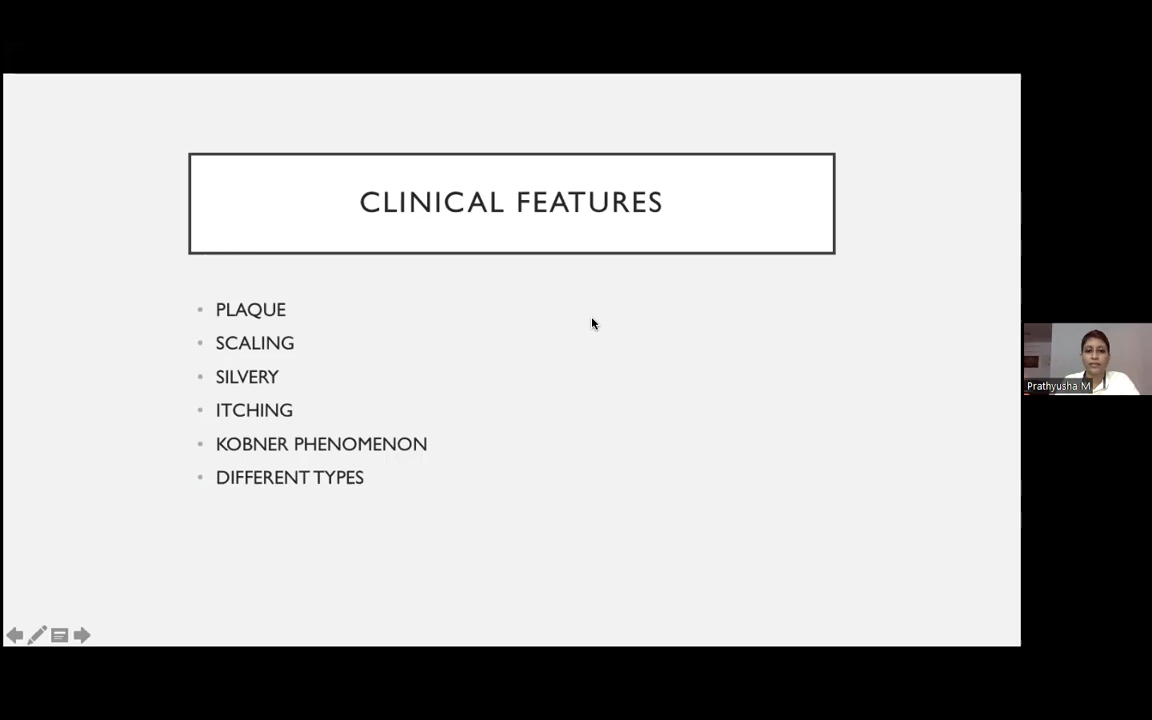 CLINICAL FEATURES
• PLAQUE
• SCALING
• SILVERY
• ITCHING
• KOBNER PHENOMENON
• DIFFERENT TYPES
Prathyusha M